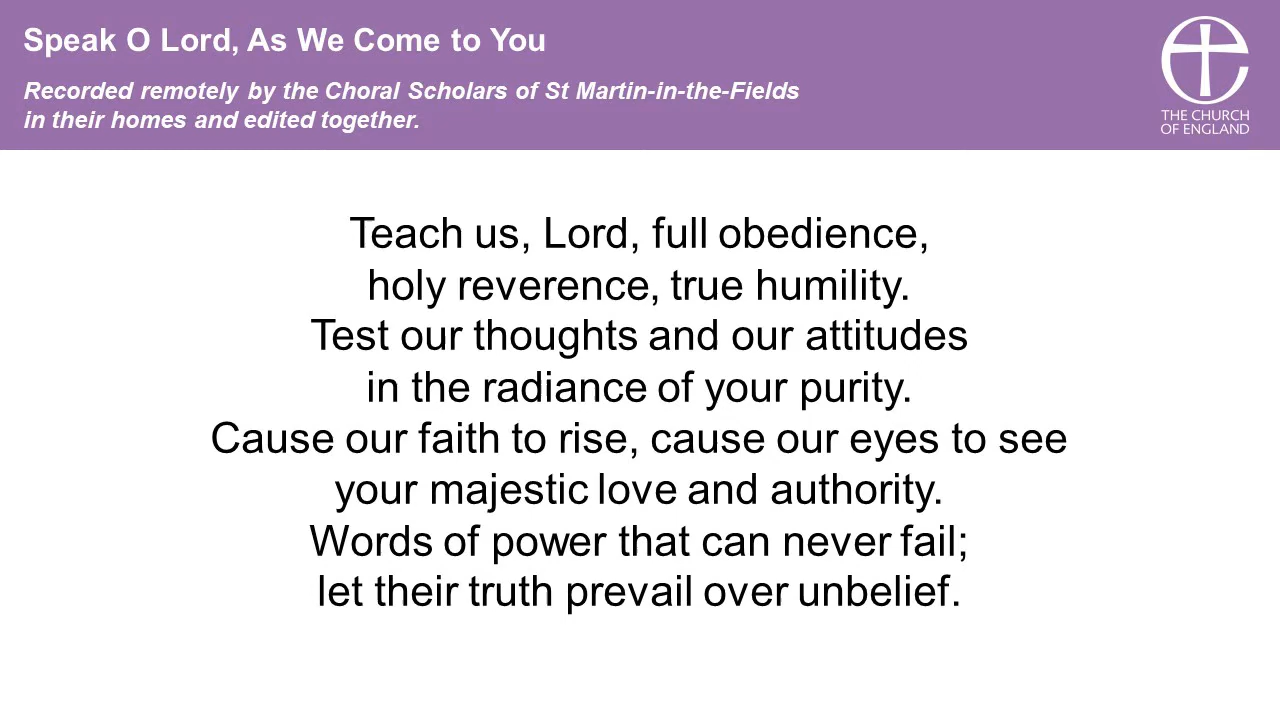 Speak O Lord, As We Come to You
Recorded remotely by the Choral Scholars of St Martin-in-the-Fields
in their homes and edited together.
THE CHURCH
OF ENGLAND
Teach us, Lord, full obedience,
holy reverence, true humility.
Test our thoughts and our attitudes
in the radiance of your purity.
Cause our faith to rise, cause our eyes to see
your majestic love and authority.
Words of power that can never fail;
let their truth prevail over unbelief.